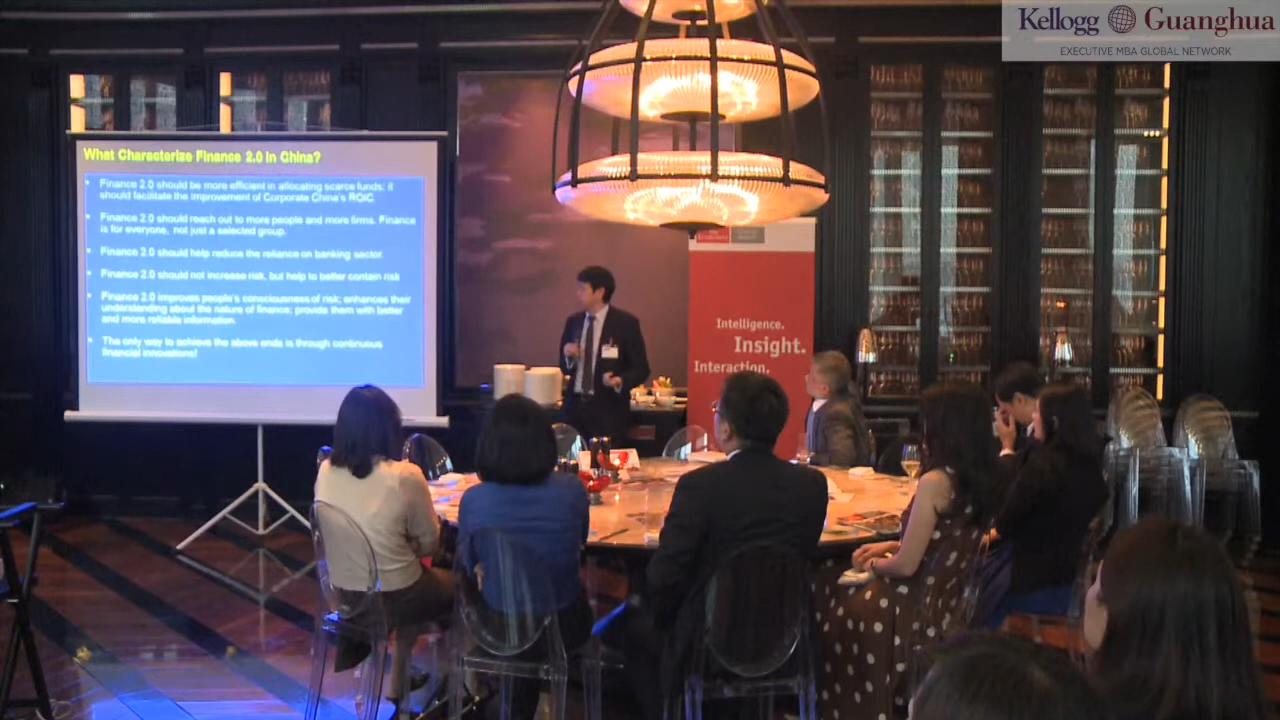 Kellogg Guanghua
EXECUTIVE MBA GLOBAL NETWORK
What Characterize Finance 2.0 in China?
• Finance 2.0 should be more efficient in allocating scarce funds; it
should facilitate the improvement of Corporate China's ROIC
• Finance 2.0 should reach out to more people and more firms. Finance
is for everyone, not just a selected group.
• Finance 2.0 should help reduce the reliance on banking sector
• Finance 2.0 should not increase risk, but help to better contain risk
• Finance 2.0 improves people's consciousness of risk; enhances their
understanding about the nature of finance; provide them with better
and more reliable information.
• The only way to achieve the above ends is through continuous
financial innovations!
Intelligence.
Insight.
Interaction.